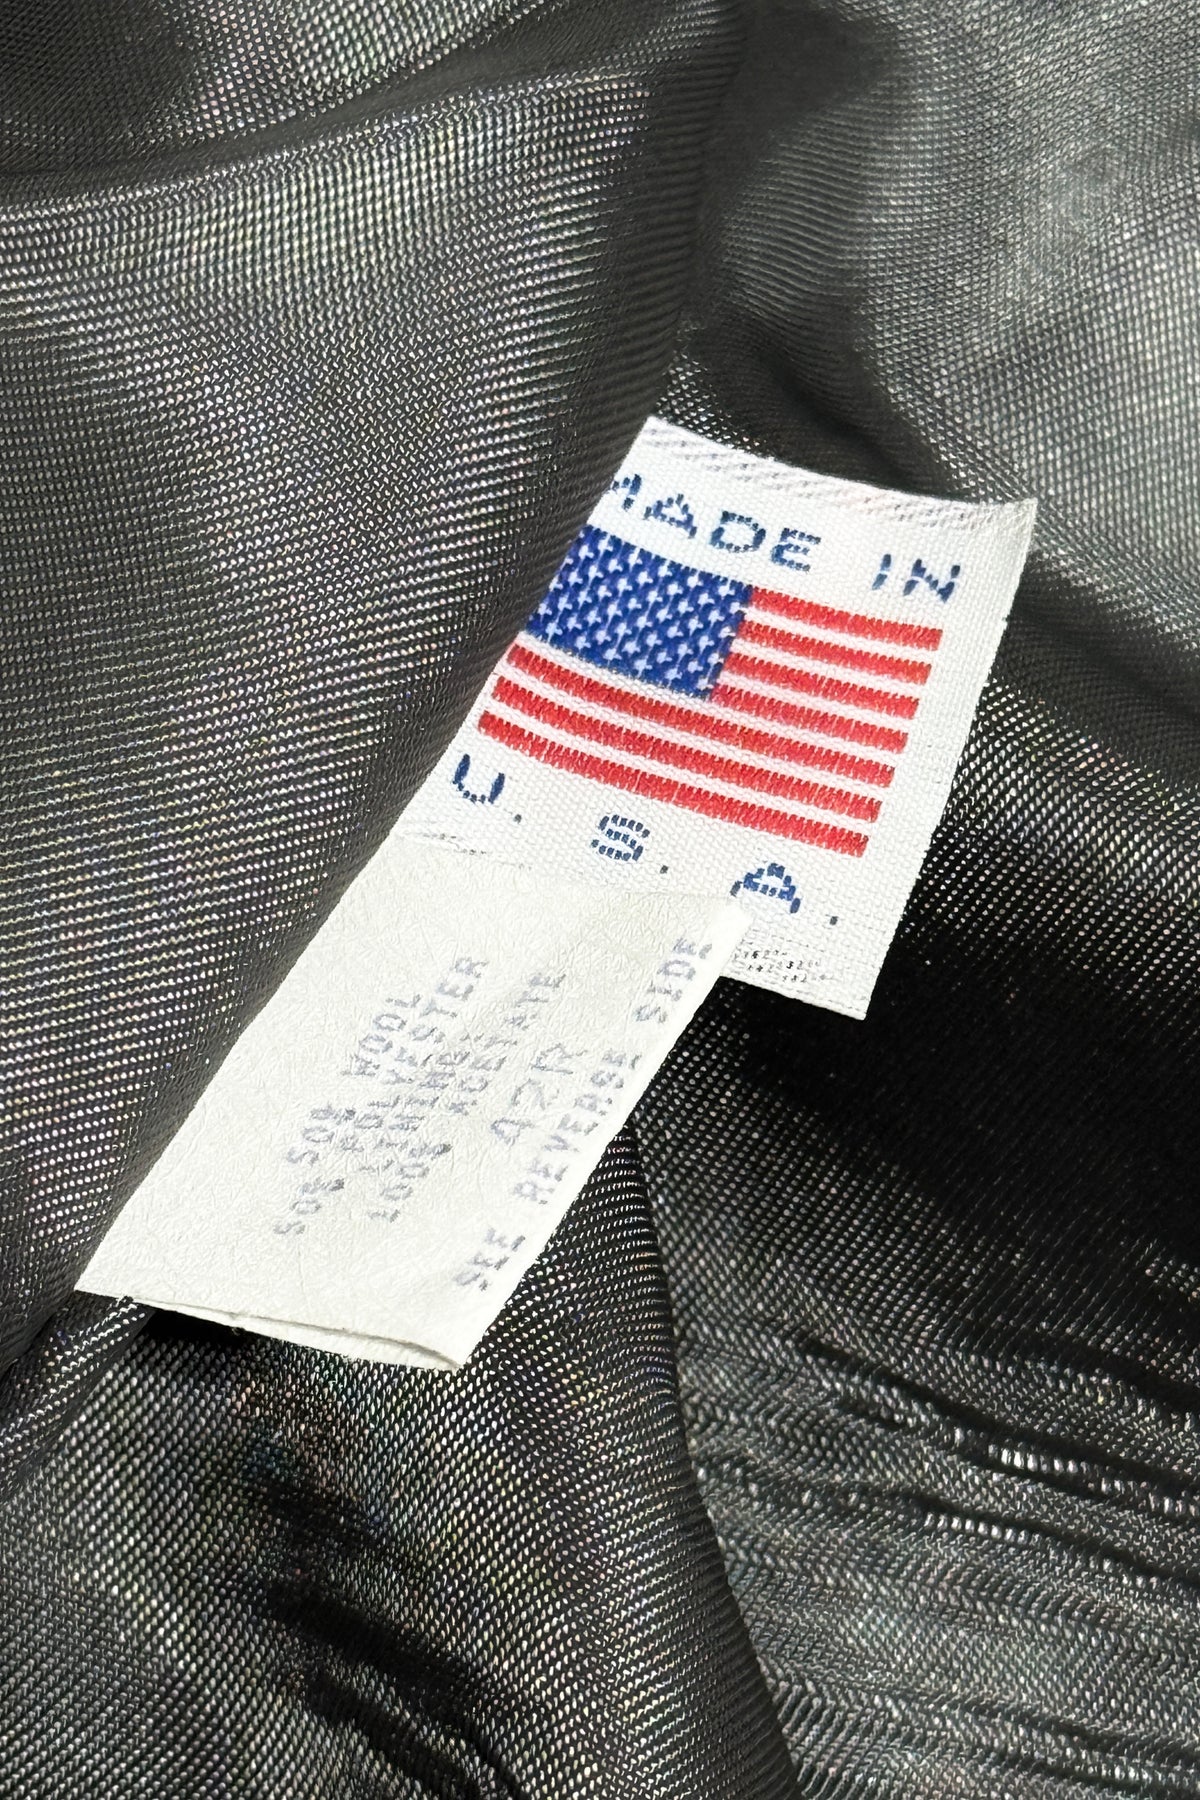 MADE IN
U. S. A.
50% WOOL
50% POLYESTER
LINING:
100% ACETATE
42R
SEE REVERSE SIDE